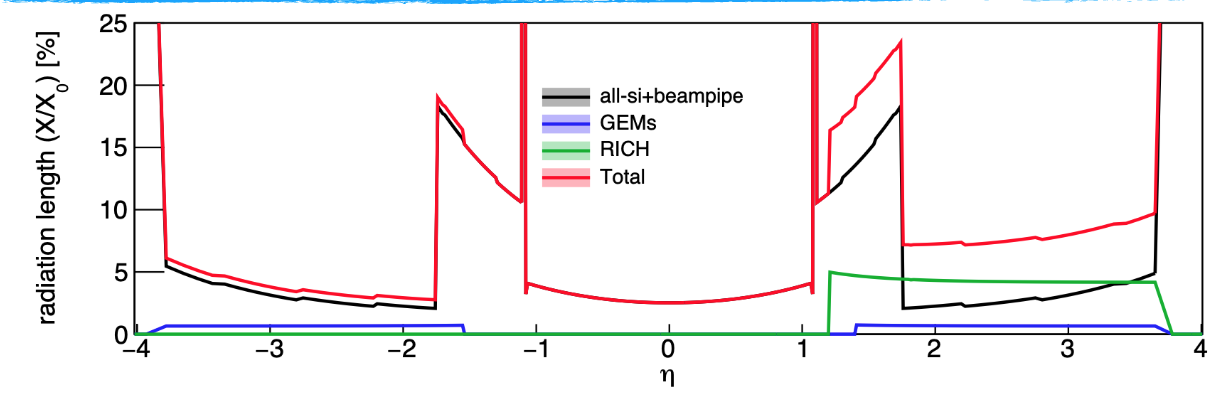 radiation length (X/X0) [%]
25
20
15
10
5
0
all-si+beampipe
GEMs
RICH
Total
−4 −3 −2 −1 0 1 2 3 4
η